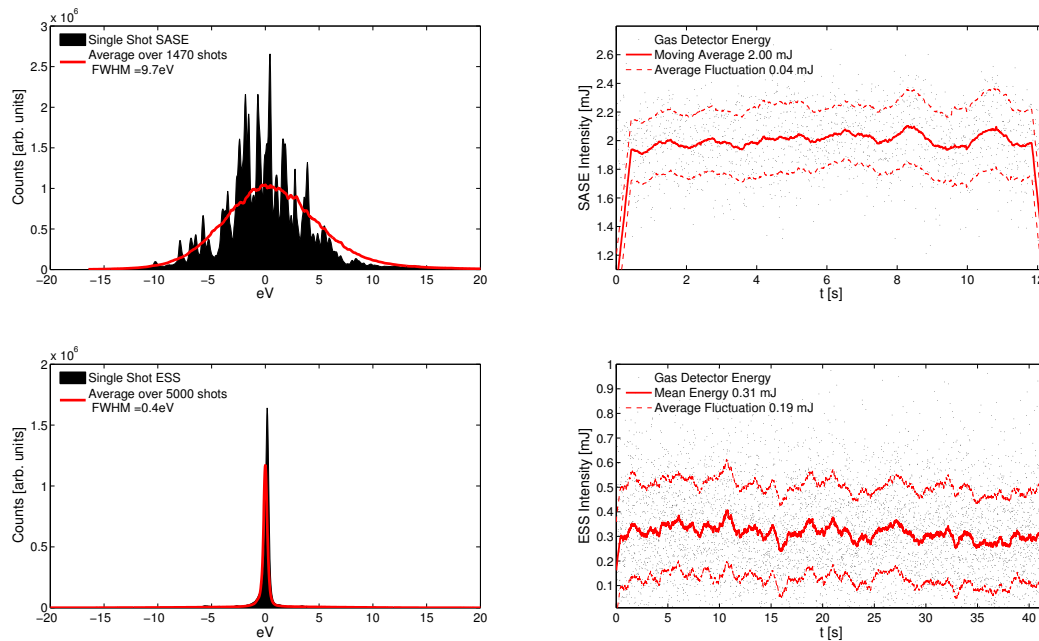 x 10⁶
Single Shot SASE
Average over 1470 shots
FWHM =9.7eV
Counts [arb. units]
3
2.5
2
1.5
1
0.5
0
−20 −15 −10 −5 0 5 10 15 20
eV
Gas Detector Energy
Moving Average 2.00 mJ
Average Fluctuation 0.04 mJ
SASE Intensity [mJ]
2.6
2.4
2.2
2
1.8
1.6
1.4
1.2
0 2 4 6 8 10 12
t [s]
x 10⁶
Single Shot ESS
Average over 5000 shots
FWHM =0.4eV
Counts [arb. units]
2
1.5
1
0.5
0
−20 −15 −10 −5 0 5 10 15 20
eV
Gas Detector Energy
Mean Energy 0.31 mJ
Average Fluctuation 0.19 mJ
ESS Intensity [mJ]
1
0.9
0.8
0.7
0.6
0.5
0.4
0.3
0.2
0.1
0 5 10 15 20 25 30 35 40
t [s]